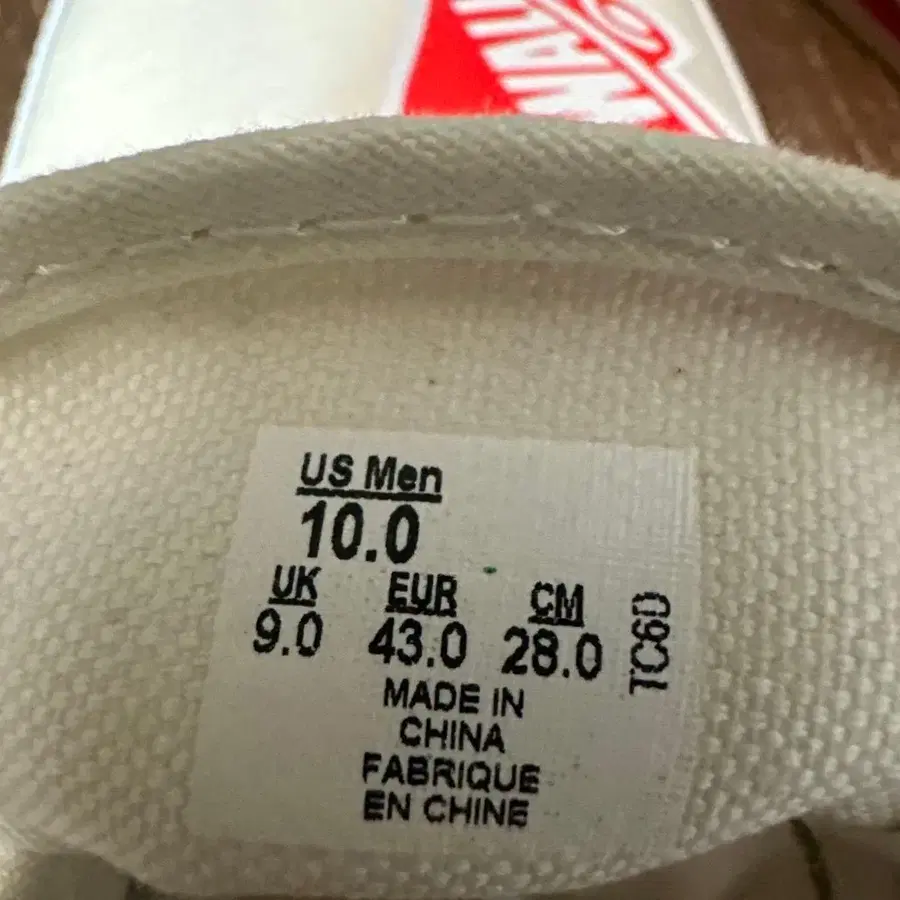 US Men
10.0
UK EUR CM
9.0 43.0 28.0
TC6D
MADE IN
CHINA
FABRIQUE
EN CHINE